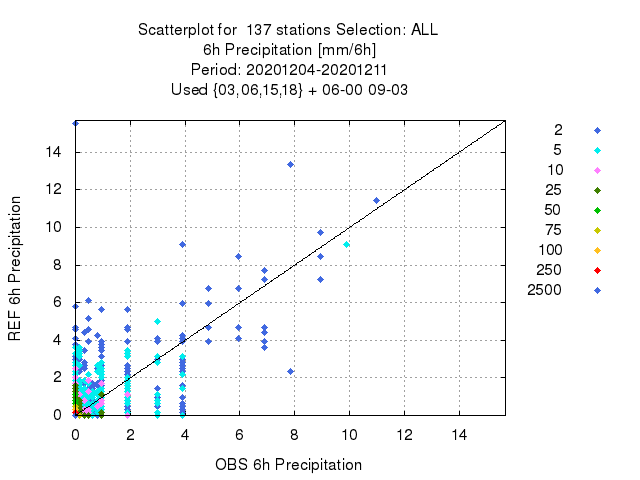 Scatterplot for 137 stations Selection: ALL
6h Precipitation [mm/6h]
Period: 20201204-20201211
Used {03,06,15,18} + 06-00 09-03
REF 6h Precipitation
14
12
10
8
6
4
2
0
0 2 4 6 8 10 12 14
OBS 6h Precipitation
2
5
10
25
50
75
100
250
2500